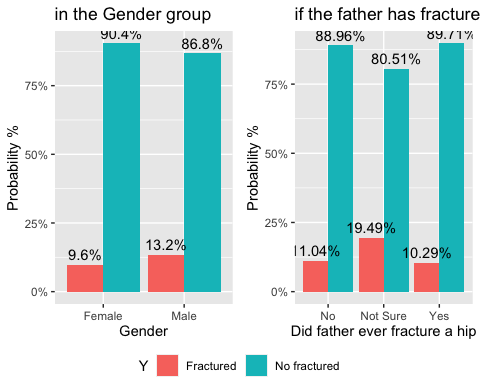 in the Gender group
90.4%
86.8%
75%
50%
25%
0%
9.6%
13.2%
Probability %
Female
Male
Gender
if the father has fracture
88.96%
80.51%
89.71%
75%
50%
25%
0%
11.04%
19.49%
10.29%
Probability %
No
Not Sure
Yes
Did father ever fracture a hip
Y
Fractured
No fractured